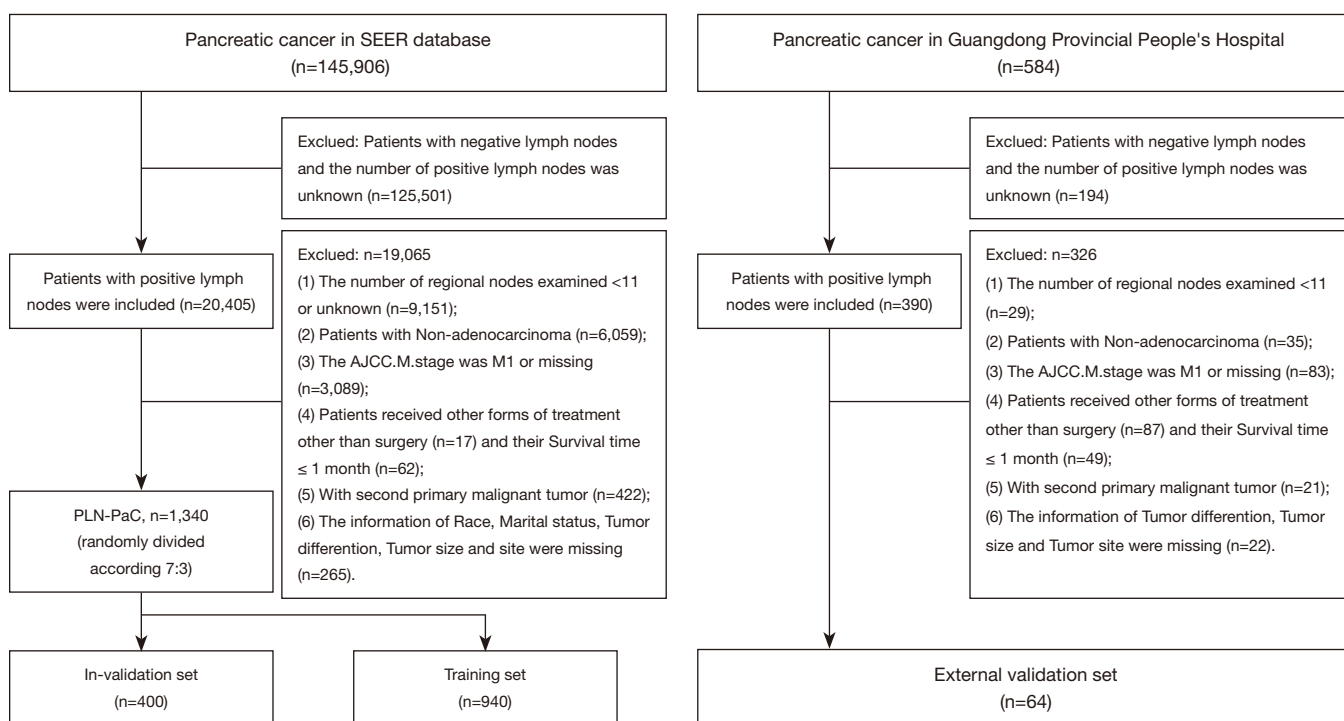 Pancreatic cancer in SEER database
(n=145,906)
Exclued: Patients with negative lymph nodes
and the number of positive lymph nodes was
unknown (n=125,501)
Patients with positive lymph
nodes were included (n=20,405)
Exclued: n=19,065
(1) The number of regional nodes examined <11
or unknown (n=9,151);
(2) Patients with Non-adenocarcinoma (n=6,059);
(3) The AJCC.M.stage was M1 or missing
(n=3,089);
(4) Patients received other forms of treatment
other than surgery (n=17) and their Survival time
≤ 1 month (n=62);
(5) With second primary malignant tumor (n=422);
(6) The information of Race, Marital status, Tumor
differention, Tumor size and site were missing
(n=265).
PLN-PaC, n=1,340
(randomly divided
according 7:3)
In-validation set
(n=400)
Training set
(n=940)
Pancreatic cancer in Guangdong Provincial People's Hospital
(n=584)
Exclued: Patients with negative lymph nodes
and the number of positive lymph nodes was
unknown (n=194)
Patients with positive lymph
nodes were included (n=390)
Exclued: n=326
(1) The number of regional nodes examined <11
(n=29);
(2) Patients with Non-adenocarcinoma (n=35);
(3) The AJCC.M.stage was M1 or missing (n=83);
(4) Patients received other forms of treatment
other than surgery (n=87) and their Survival time
≤ 1 month (n=49);
(5) With second primary malignant tumor (n=21);
(6) The information of Tumor differention, Tumor
size and Tumor site were missing (n=22).
External validation set
(n=64)